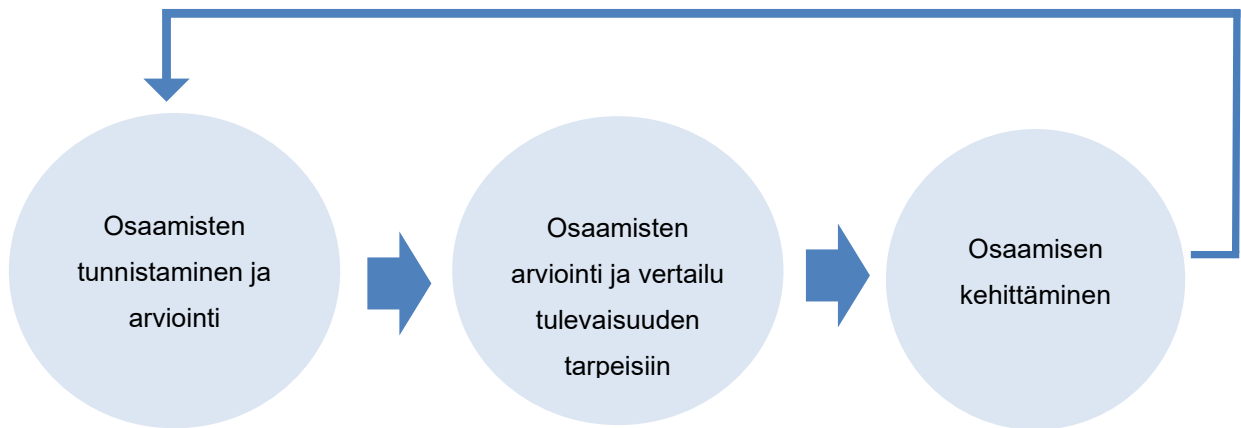 Osaamisten
tunnistaminen ja
arviointi
Osaamisten
arviointi ja vertailu
tulevaisuuden
tarpeisiin
Osaamisen
kehittäminen